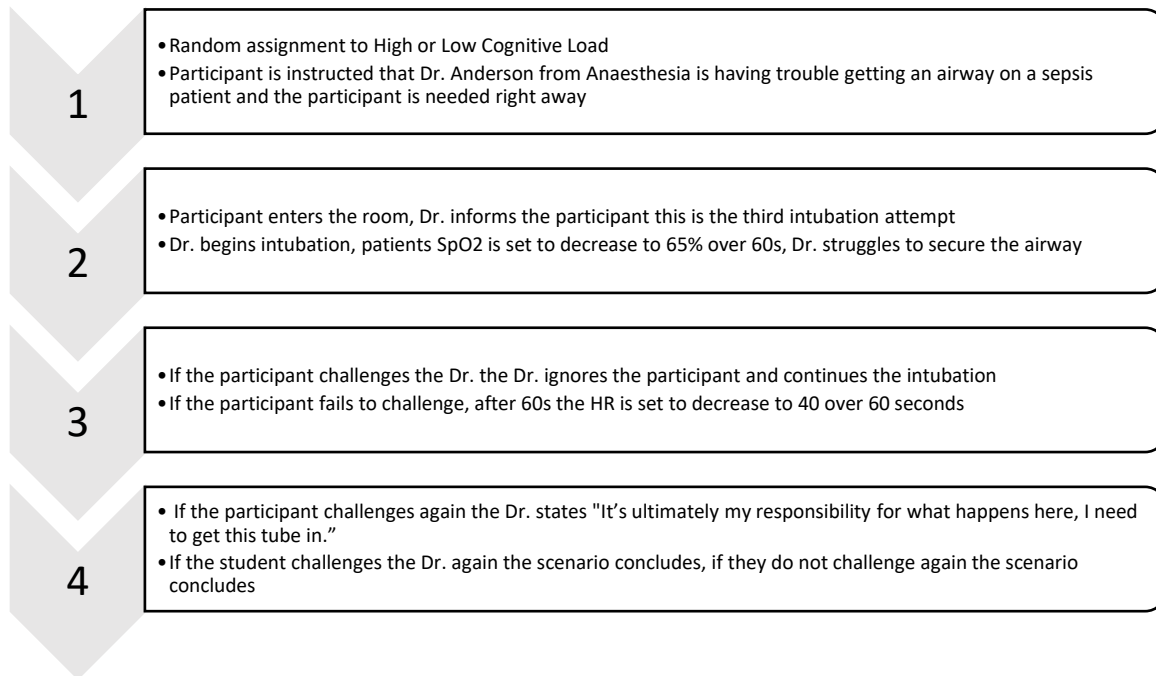 1
•Random assignment to High or Low Cognitive Load
•Participant is instructed that Dr. Anderson from Anaesthesia is having trouble getting an airway on a sepsis
patient and the participant is needed right away
2
•Participant enters the room, Dr. informs the participant this is the third intubation attempt
•Dr. begins intubation, patients SpO2 is set to decrease to 65% over 60s, Dr. struggles to secure the airway
3
•If the participant challenges the Dr. the Dr. ignores the participant and continues the intubation
•If the participant fails to challenge, after 60s the HR is set to decrease to 40 over 60 seconds
4
• If the participant challenges again the Dr. states "It’s ultimately my responsibility for what happens here, I need
to get this tube in.”
•If the student challenges the Dr. again the scenario concludes, if they do not challenge again the scenario
concludes